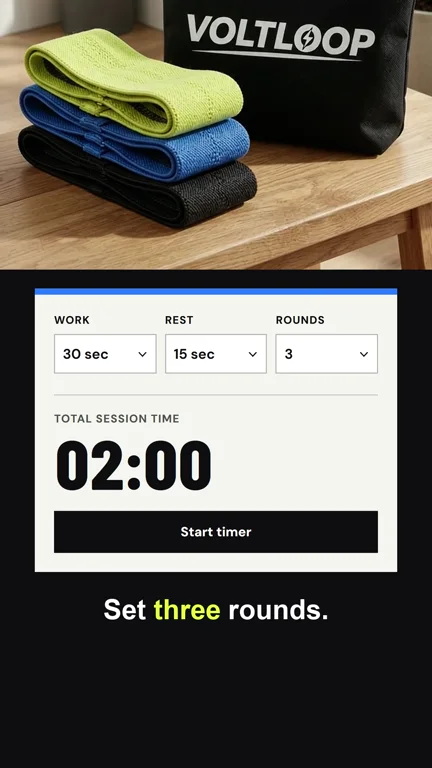 VOLTLOOP
WORK REST ROUNDS
30 sec 15 sec 3
TOTAL SESSION TIME
02:00
Start timer
Set three rounds.